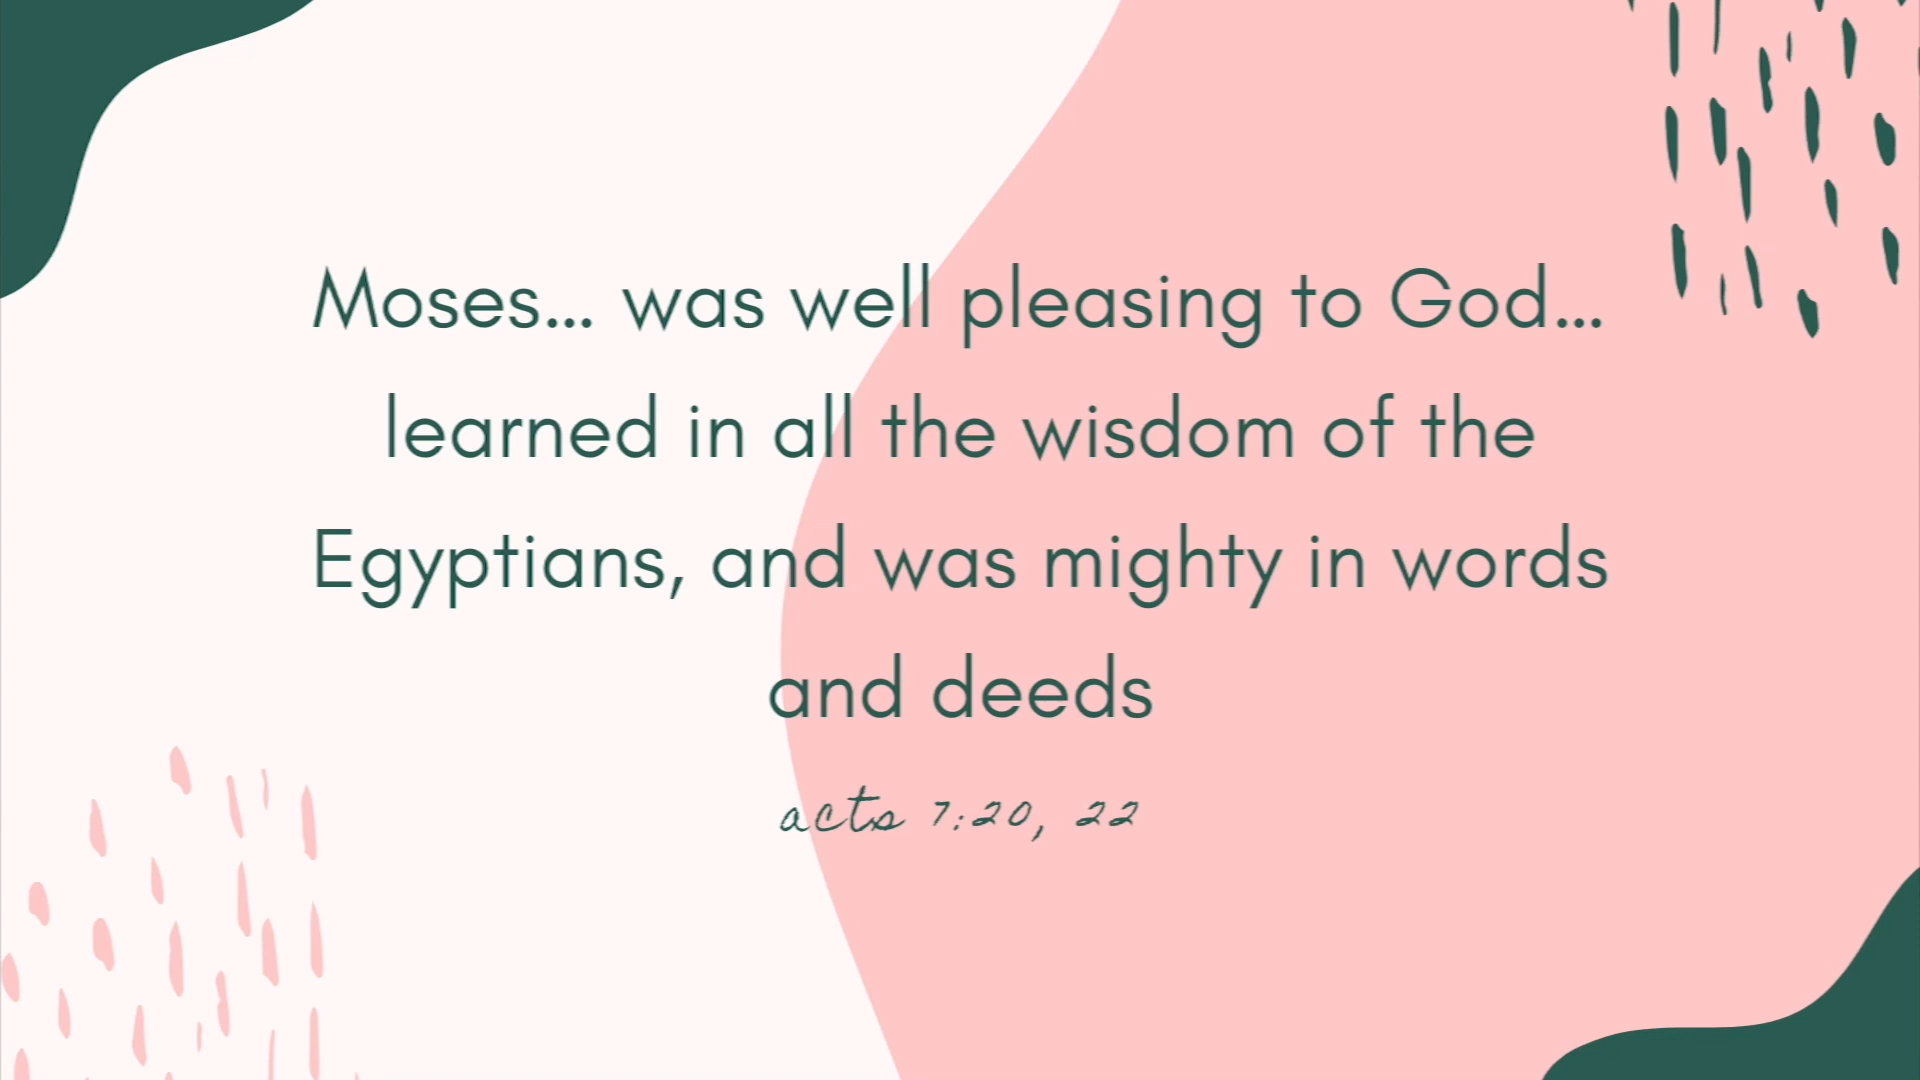 Moses... was well pleasing to God...
learned in all the wisdom of the
Egyptians, and was mighty in words
and deeds
acts 7:20, 22